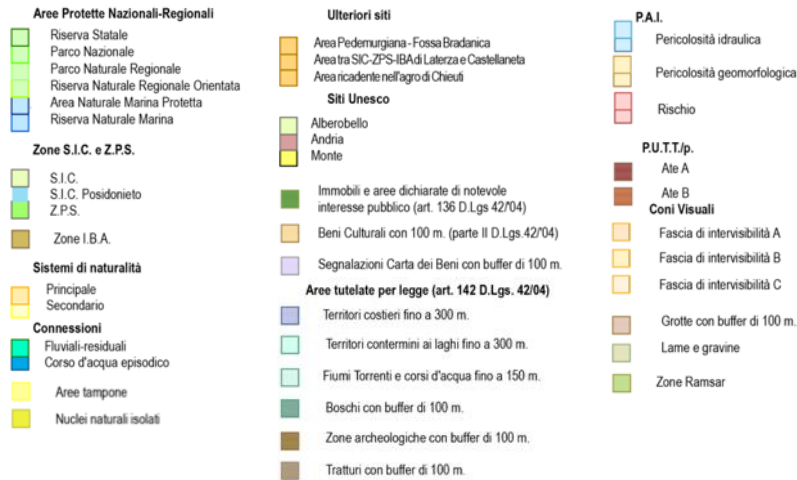 Aree Protette Nazionali-Regionali
Riserva Statale
Parco Nazionale
Parco Naturale Regionale
Riserva Naturale Regionale Orientata
Area Naturale Marina Protetta
Riserva Naturale Marina
Zone S.I.C. e Z.P.S.
S.I.C.
S.I.C. Posidonieto
Z.P.S.
Zone I.B.A.
Sistemi di naturalità
Principale
Secondario
Connessioni
Fluviali-residuali
Corso d'acqua episodico
Aree tampone
Nuclei naturali isolati
Ulteriori siti
Area Pedemurgiana - Fossa Bradanica
Area tra SIC-ZPS-IBA di Laterza e Castellaneta
Area ricadente nell'agro di Chieuti
Siti Unesco
Alberobello
Andria
Monte
Immobili e aree dichiarate di notevole
interesse pubblico (art. 136 D.Lgs 42/'04)
Beni Culturali con 100 m. (parte II D.Lgs.42/'04)
Segnalazioni Carta dei Beni con buffer di 100 m.
Aree tutelate per legge (art. 142 D.Lgs. 42/'04)
Territori costieri fino a 300 m.
Territori contermini ai laghi fino a 300 m.
Fiumi Torrenti e corsi d'acqua fino a 150 m.
Boschi con buffer di 100 m.
Zone archeologiche con buffer di 100 m.
Tratturi con buffer di 100 m.
P.A.I.
Pericolosità idraulica
Pericolosità geomorfologica
Rischio
P.U.T.T./p.
Ate A
Ate B
Coni Visuali
Fascia di intervisibilità A
Fascia di intervisibilità B
Fascia di intervisibilità C
Grotte con buffer di 100 m.
Lame e gravine
Zone Ramsar